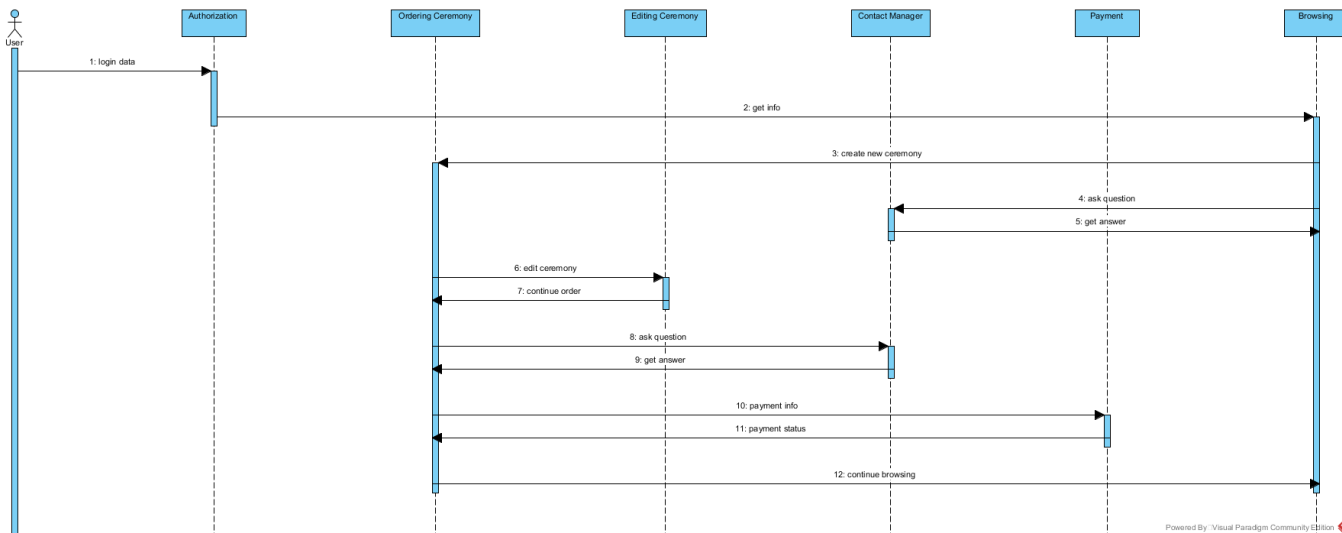 Authorization
Ordering Ceremony
Editing Ceremony
Contact Manager
Payment
Browsing
User
1: login data
2: get info
3: create new ceremony
4: ask question
5: get answer
6: edit ceremony
7: continue order
8: ask question
9: get answer
10: payment info
11: payment status
12: continue browsing
Powered By Visual Paradigm Community Edition